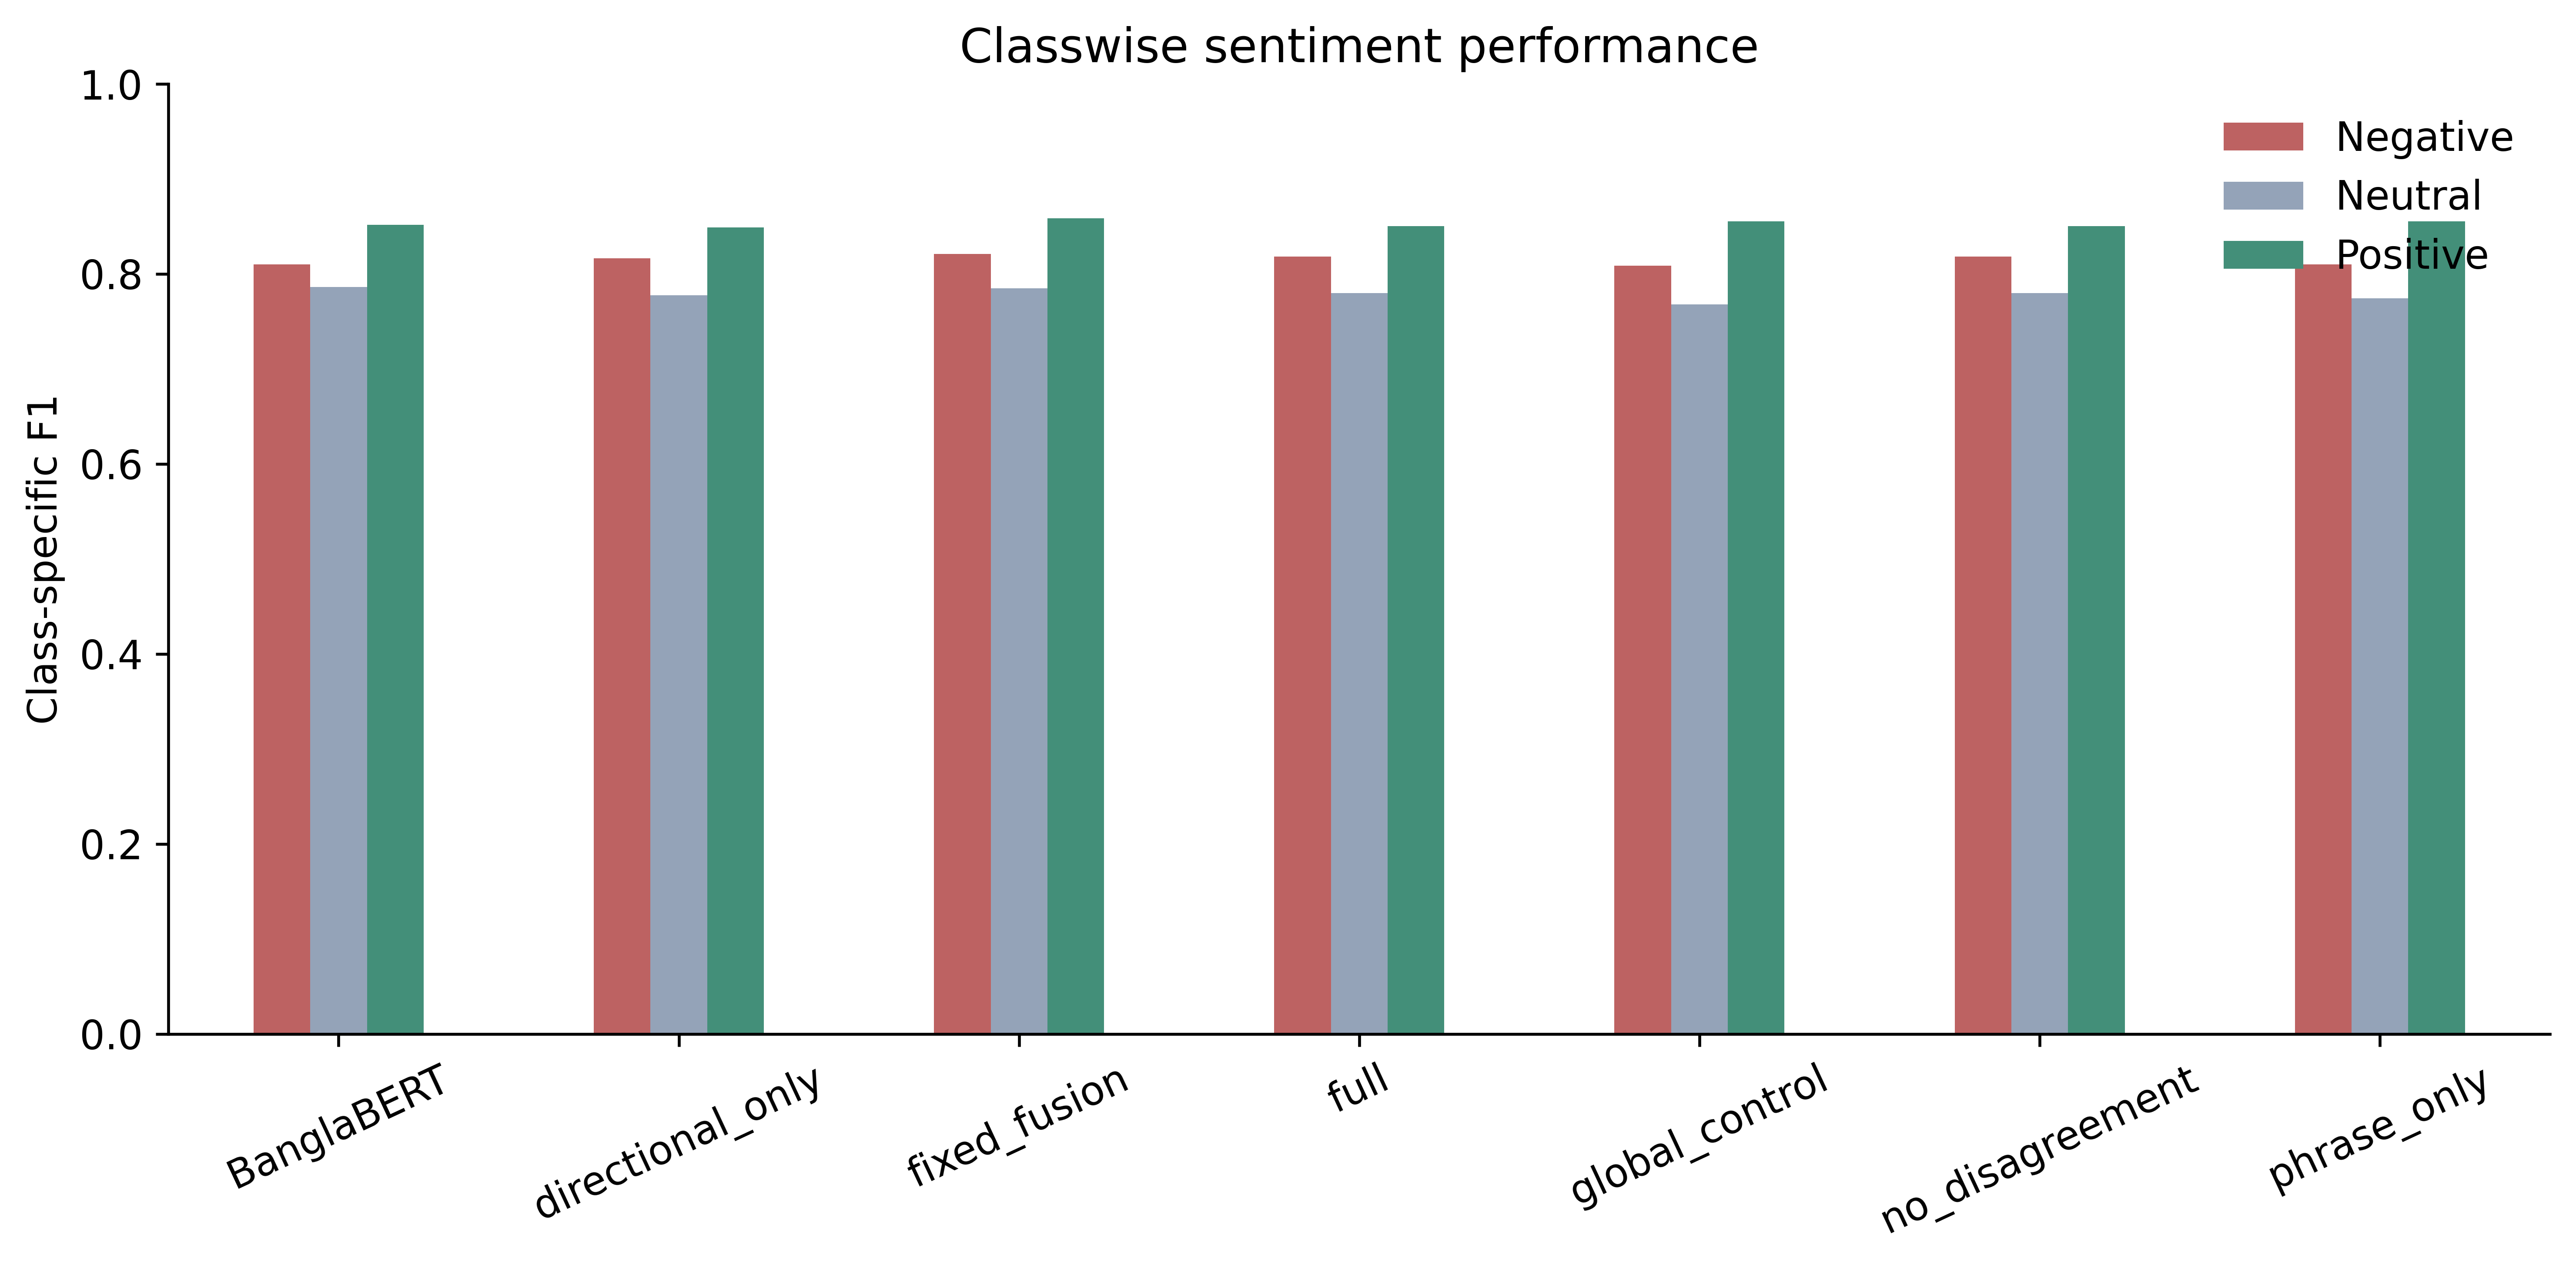 Classwise sentiment performance
1.0
0.8
0.6
0.4
0.2
0.0
Class-specific F1
Negative
Neutral
Positive
BanglaBERT
directional_only
fixed_fusion
full
global_control
no_disagreement
phrase_only